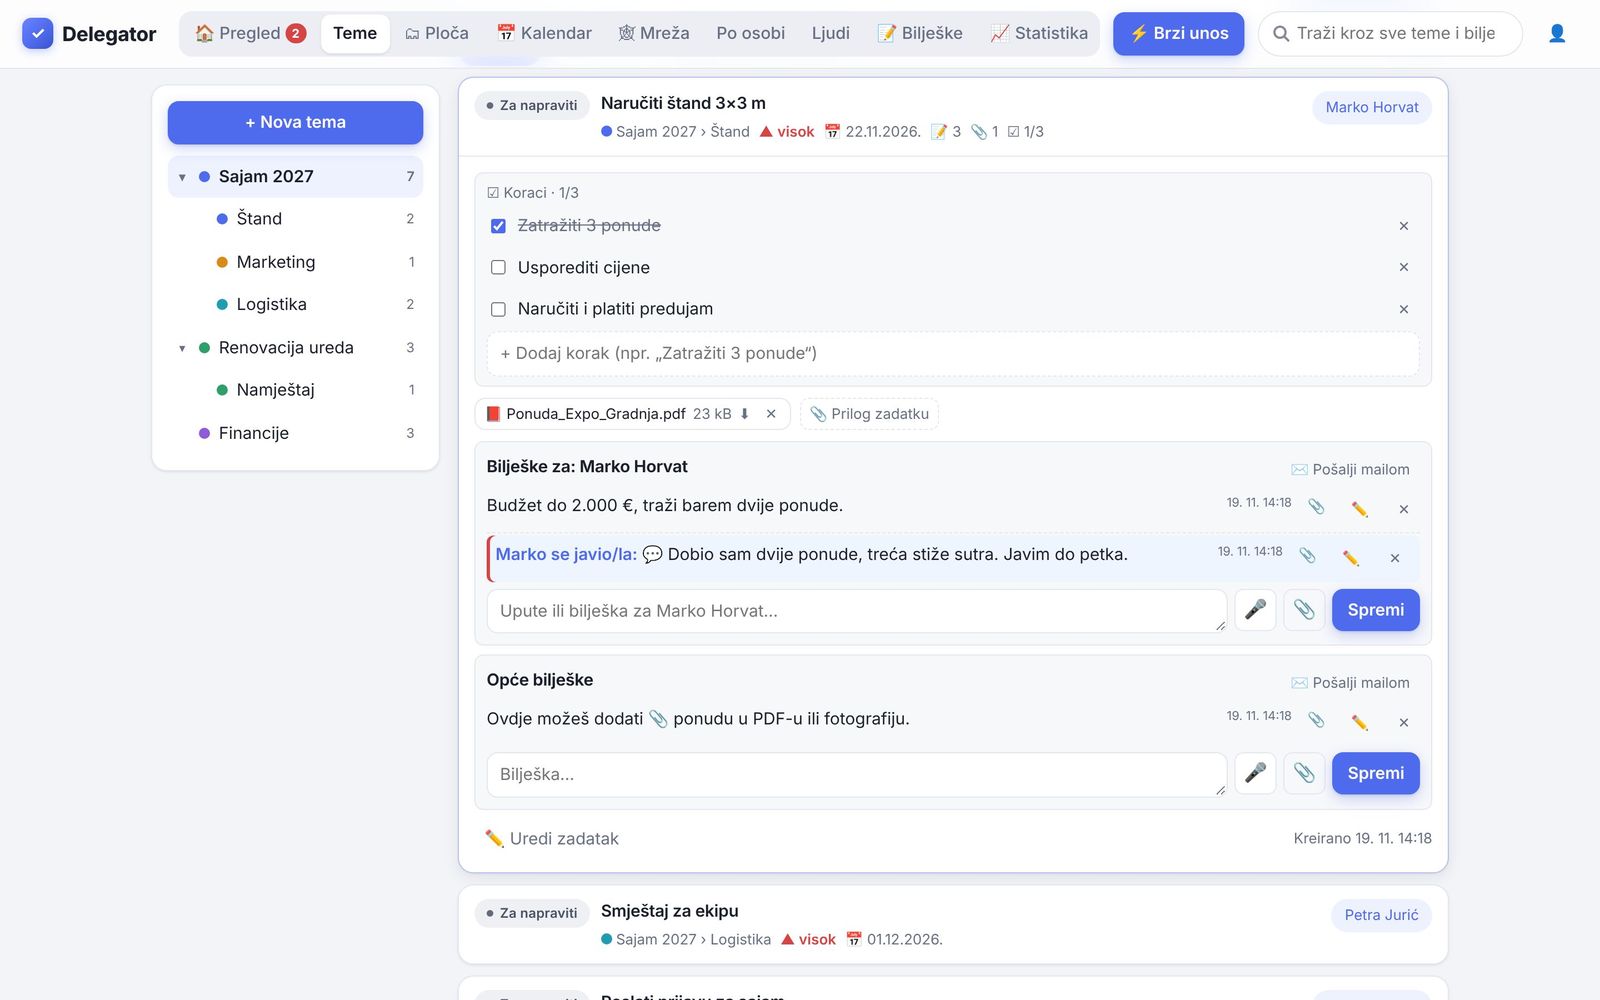 Delegator
Pregled 2
Teme
Ploča
Kalendar
Mreža
Po osobi
Ljudi
Bilješke
Statistika
Brzi unos
Traži kroz sve teme i bilje
+ Nova tema
Sajam 2027 7
Štand 2
Marketing 1
Logistika 2
Renovacija ureda 3
Namještaj 1
Financije 3
Za napraviti
Naručiti štand 3×3 m
Marko Horvat
Sajam 2027 › Štand ▲ visok 22.11.2026. 3 1 ☑ 1/3
☑ Koraci · 1/3
Zatražiti 3 ponude ×
Usporediti cijene ×
Naručiti i platiti predujam ×
+ Dodaj korak (npr. „Zatražiti 3 ponude“)
Ponuda_Expo_Gradnja.pdf 23 kB ⬇ ×
Prilog zadatku
Bilješke za: Marko Horvat
Pošalji mailom
Budžet do 2.000 €, traži barem dvije ponude. 19. 11. 14:18 ×
Marko se javio/la: 💬 Dobio sam dvije ponude, treća stiže sutra. Javim do petka. 19. 11. 14:18 ×
Upute ili bilješka za Marko Horvat...
Spremi
Opće bilješke
Pošalji mailom
Ovdje možeš dodati 📎 ponudu u PDF-u ili fotografiju. 19. 11. 14:18 ×
Bilješka...
Spremi
Uredi zadatak
Kreirano 19. 11. 14:18
Za napraviti
Smještaj za ekipu
Petra Jurić
Sajam 2027 › Logistika ▲ visok 01.12.2026.